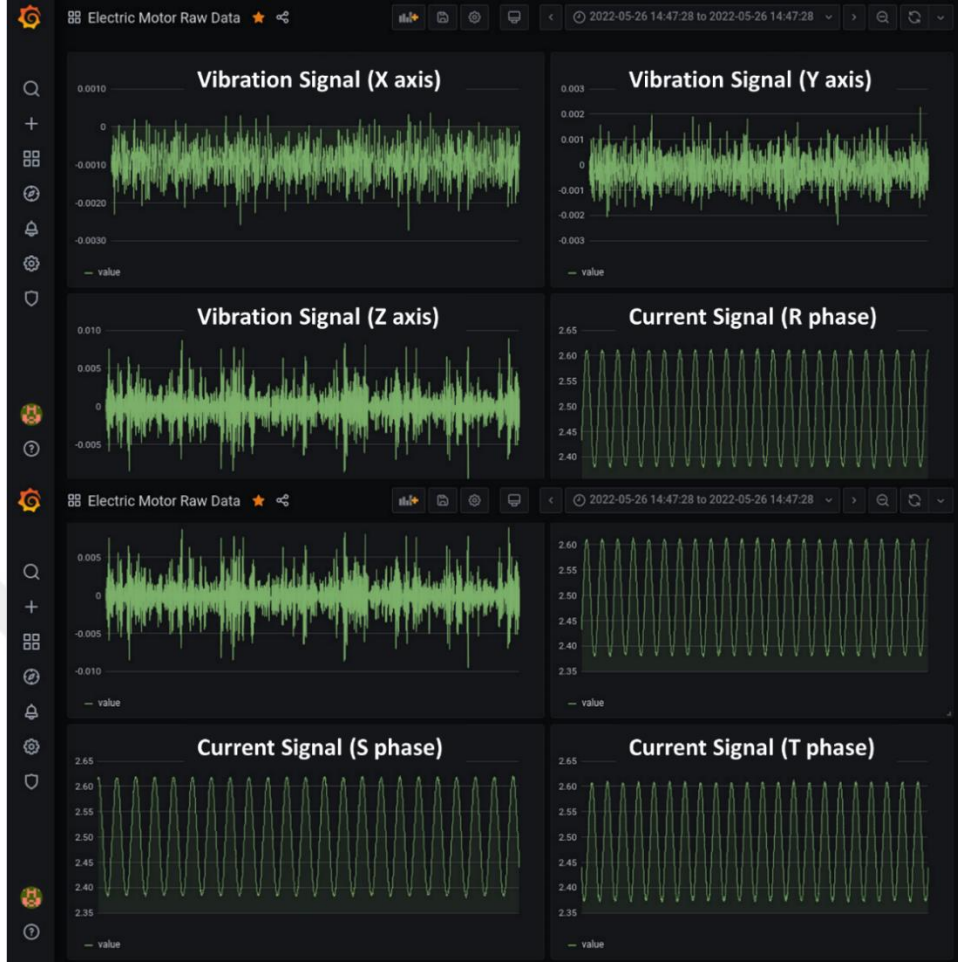 Electric Motor Raw Data
2022-05-26 14:47:28 to 2022-05-26 14:47:28
Vibration Signal (X axis)
0.0010
0
-0.0010
-0.0020
-0.0030
value
Vibration Signal (Y axis)
0.003
0.002
0.001
0
-0.001
-0.002
-0.003
value
Vibration Signal (Z axis)
0.010
0.005
0
-0.005
Current Signal (R phase)
2.65
2.60
2.55
2.50
2.45
2.40
Electric Motor Raw Data
2022-05-26 14:47:28 to 2022-05-26 14:47:28
0.005
0
-0.005
-0.010
value
2.60
2.55
2.50
2.45
2.40
2.35
value
Current Signal (S phase)
2.65
2.60
2.55
2.50
2.45
2.40
2.35
value
Current Signal (T phase)
2.65
2.60
2.55
2.50
2.45
2.40
2.35
value